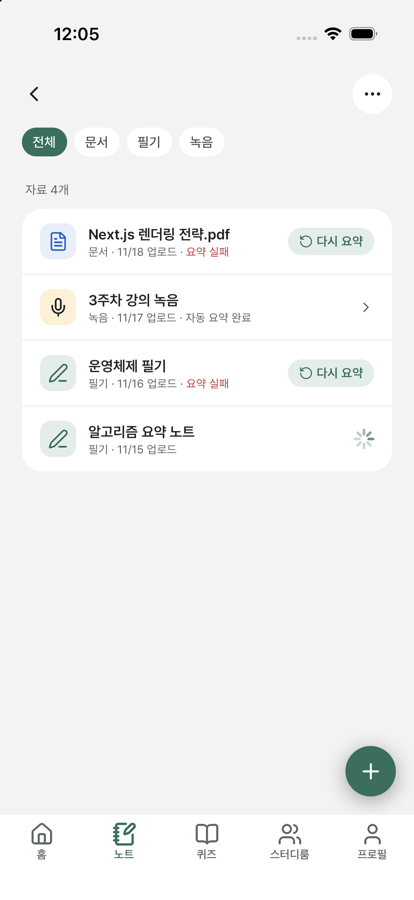 12:05
전체 문서 필기 녹음
자료 4개
Next.js 렌더링 전략.pdf
문서 · 11/18 업로드 · 요약 실패
다시 요약
3주차 강의 녹음
녹음 · 11/17 업로드 · 자동 요약 완료
운영체제 필기
필기 · 11/16 업로드 · 요약 실패
다시 요약
알고리즘 요약 노트
필기 · 11/15 업로드
홈 노트 퀴즈 스터디룸 프로필